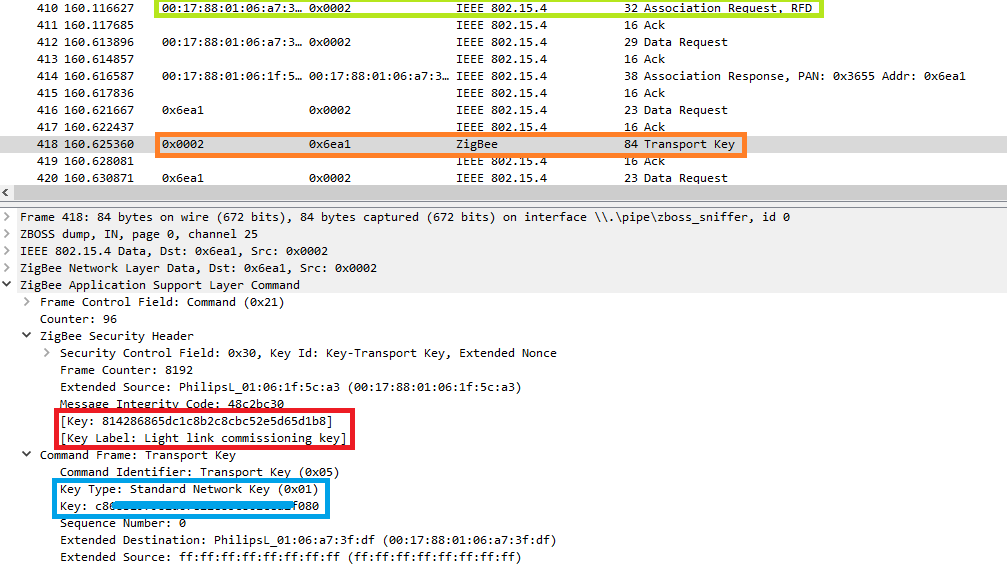 410 160.116627 00:17:88:01:06:a7:3… 0x0002 IEEE 802.15.4 32 Association Request, RFD
411 160.117685 IEEE 802.15.4 16 Ack
412 160.613896 00:17:88:01:06:a7:3… 0x0002 IEEE 802.15.4 29 Data Request
413 160.614857 IEEE 802.15.4 16 Ack
414 160.616587 00:17:88:01:06:1f:5… 00:17:88:01:06:a7:3… IEEE 802.15.4 38 Association Response, PAN: 0x3655 Addr: 0x6ea1
415 160.617836 IEEE 802.15.4 16 Ack
416 160.621667 0x6ea1 0x0002 IEEE 802.15.4 23 Data Request
417 160.622437 IEEE 802.15.4 16 Ack
418 160.625360 0x0002 0x6ea1 ZigBee 84 Transport Key
419 160.628081 IEEE 802.15.4 16 Ack
420 160.630871 0x6ea1 0x0002 IEEE 802.15.4 23 Data Request
Frame 418: 84 bytes on wire (672 bits), 84 bytes captured (672 bits) on interface \\.\pipe\zboss_sniffer, id 0
ZBOSS dump, IN, page 0, channel 25
IEEE 802.15.4 Data, Dst: 0x6ea1, Src: 0x0002
ZigBee Network Layer Data, Dst: 0x6ea1, Src: 0x0002
ZigBee Application Support Layer Command
Frame Control Field: Command (0x21)
Counter: 96
ZigBee Security Header
Security Control Field: 0x30, Key Id: Key-Transport Key, Extended Nonce
Frame Counter: 8192
Extended Source: PhilipsL_01:06:1f:5c:a3 (00:17:88:01:06:1f:5c:a3)
Message Integrity Code: 48c2bc30
[Key: 814286865dc1c8b2c8cbc52e5d65d1b8]
[Key Label: Light link commissioning key]
Command Frame: Transport Key
Command Identifier: Transport Key (0x05)
Key Type: Standard Network Key (0x01)
Key: c80 f080
Sequence Number: 0
Extended Destination: PhilipsL_01:06:a7:3f:df (00:17:88:01:06:a7:3f:df)
Extended Source: ff:ff:ff:ff:ff:ff:ff:ff (ff:ff:ff:ff:ff:ff:ff:ff)